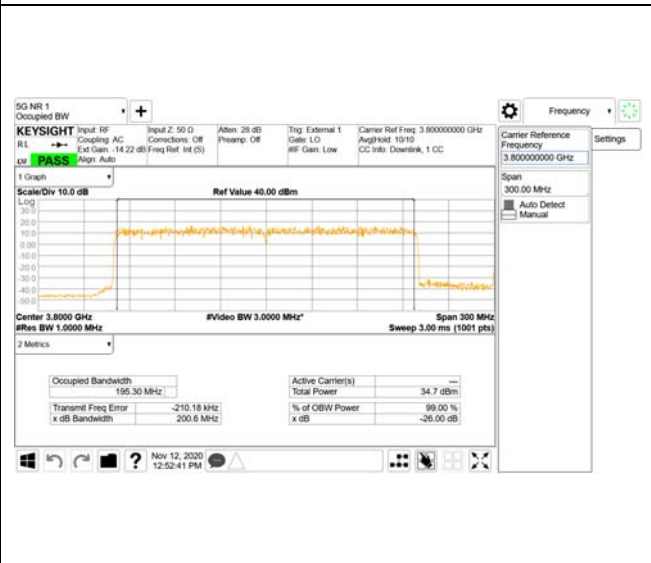 5G NR 1
Occupied BW
Frequency
KEYSIGHT
Input: RF
Input Z: 50 Ω
Atten: 28 dB
Trig: External 1
Carrier Ref Freq: 3.800000000 GHz
RL
Coupling: AC
Corrections: Off
Preamp: Off
Gate: LO
Avg|Hold: 10/10
Ext Gain: -14.22 dB
Freq Ref: Int (S)
#IF Gain: Low
CC Info: Downlink, 1 CC
PASS
Align: Auto
Carrier Reference
Frequency
3.800000000 GHz
Settings
Span
300.00 MHz
Auto Detect
Manual
1 Graph
Scale/Div 10.0 dB
Ref Value 40.00 dBm
Log
30.0
20.0
10.0
0.00
-10.0
-20.0
-30.0
-40.0
-50.0
Center 3.8000 GHz
#Video BW 3.0000 MHz*
Span 300 MHz
#Res BW 1.0000 MHz
Sweep 3.00 ms (1001 pts)
2 Metrics
Occupied Bandwidth
195.30 MHz
Active Carrier(s)
---
Total Power
34.7 dBm
Transmit Freq Error
-210.18 kHz
% of OBW Power
99.00 %
x dB Bandwidth
200.6 MHz
x dB
-26.00 dB
Nov 12, 2020
12:52:41 PM